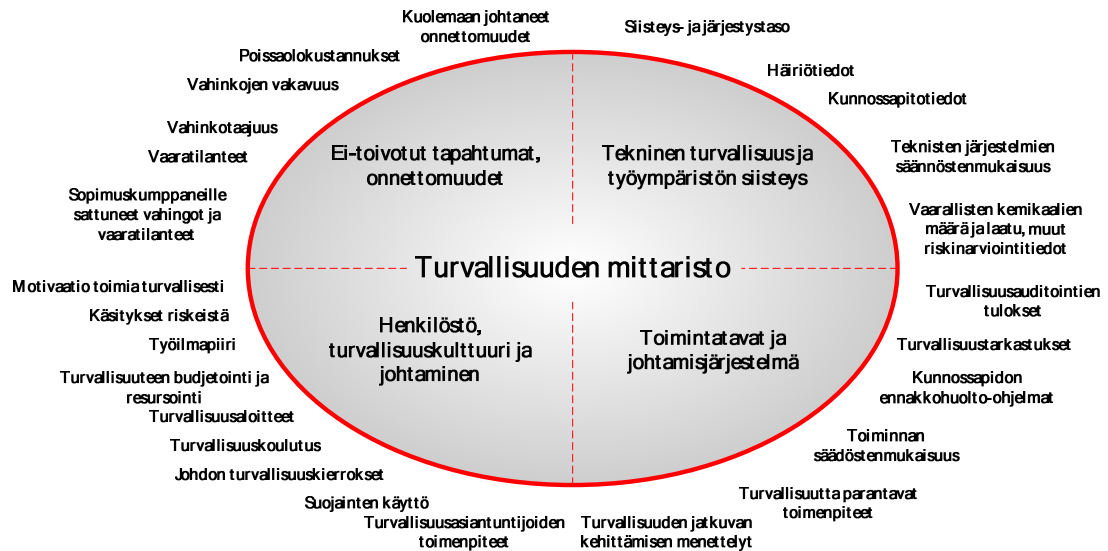 Kuolemaan johtaneet
onnettomuudet
Poissaolokustannukset
Vahinkojen vakavuus
Vahinkotaajuus
Vaaratilanteet
Sopimuskumppaneille
sattuneet vahingot ja
vaaratilanteet
Siisteys- ja järjestystaso
Häiriötiedot
Kunnossapitotiedot
Teknisten järjestelmien
säännöstenmukaisuus
Vaarallisten kemikaalien
määrä ja laatu, muut
riskinarviointitiedot
Ei-toivotut tapahtumat,
onnettomuudet
Tekninen turvallisuus ja
työympäristön siisteys
Turvallisuuden mittaristo
Henkilöstö,
turvallisuuskulttuuri ja
johtaminen
Toimintatavat ja
johtamisjärjestelmä
Motivaatio toimia turvallisesti
Käsitykset riskeistä
Työilmapiiri
Turvallisuuteen budjetointi ja
resursointi
Turvallisuusaloitteet
Turvallisuuskoulutus
Johdon turvallisuuskierrokset
Suojainten käyttö
Turvallisuusasiantuntijoiden
toimenpiteet
Turvallisuusauditointien
tulokset
Turvallisuustarkastukset
Kunnossapidon
ennakkohuolto-ohjelmat
Toiminnan
säädöstenmukaisuus
Turvallisuutta parantavat
toimenpiteet
Turvallisuuden jatkuvan
kehittämisen menettelyt